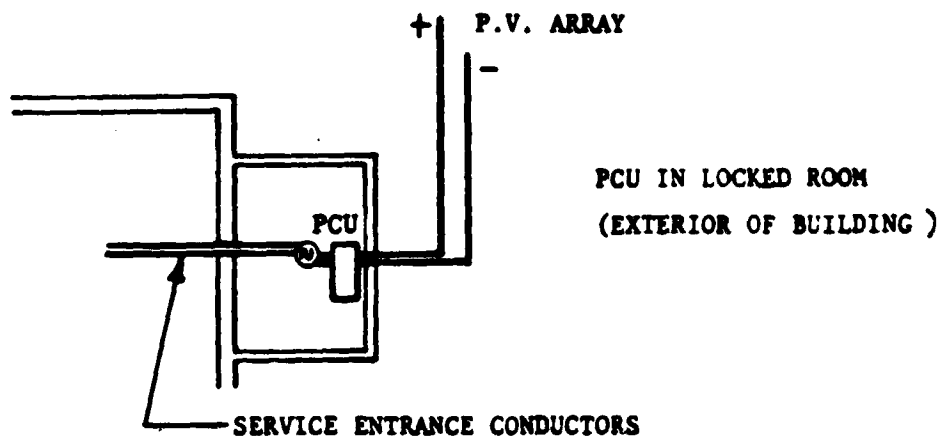 + P.V. ARRAY
-
PCU IN LOCKED ROOM
(EXTERIOR OF BUILDING )
PCU
SERVICE ENTRANCE CONDUCTORS